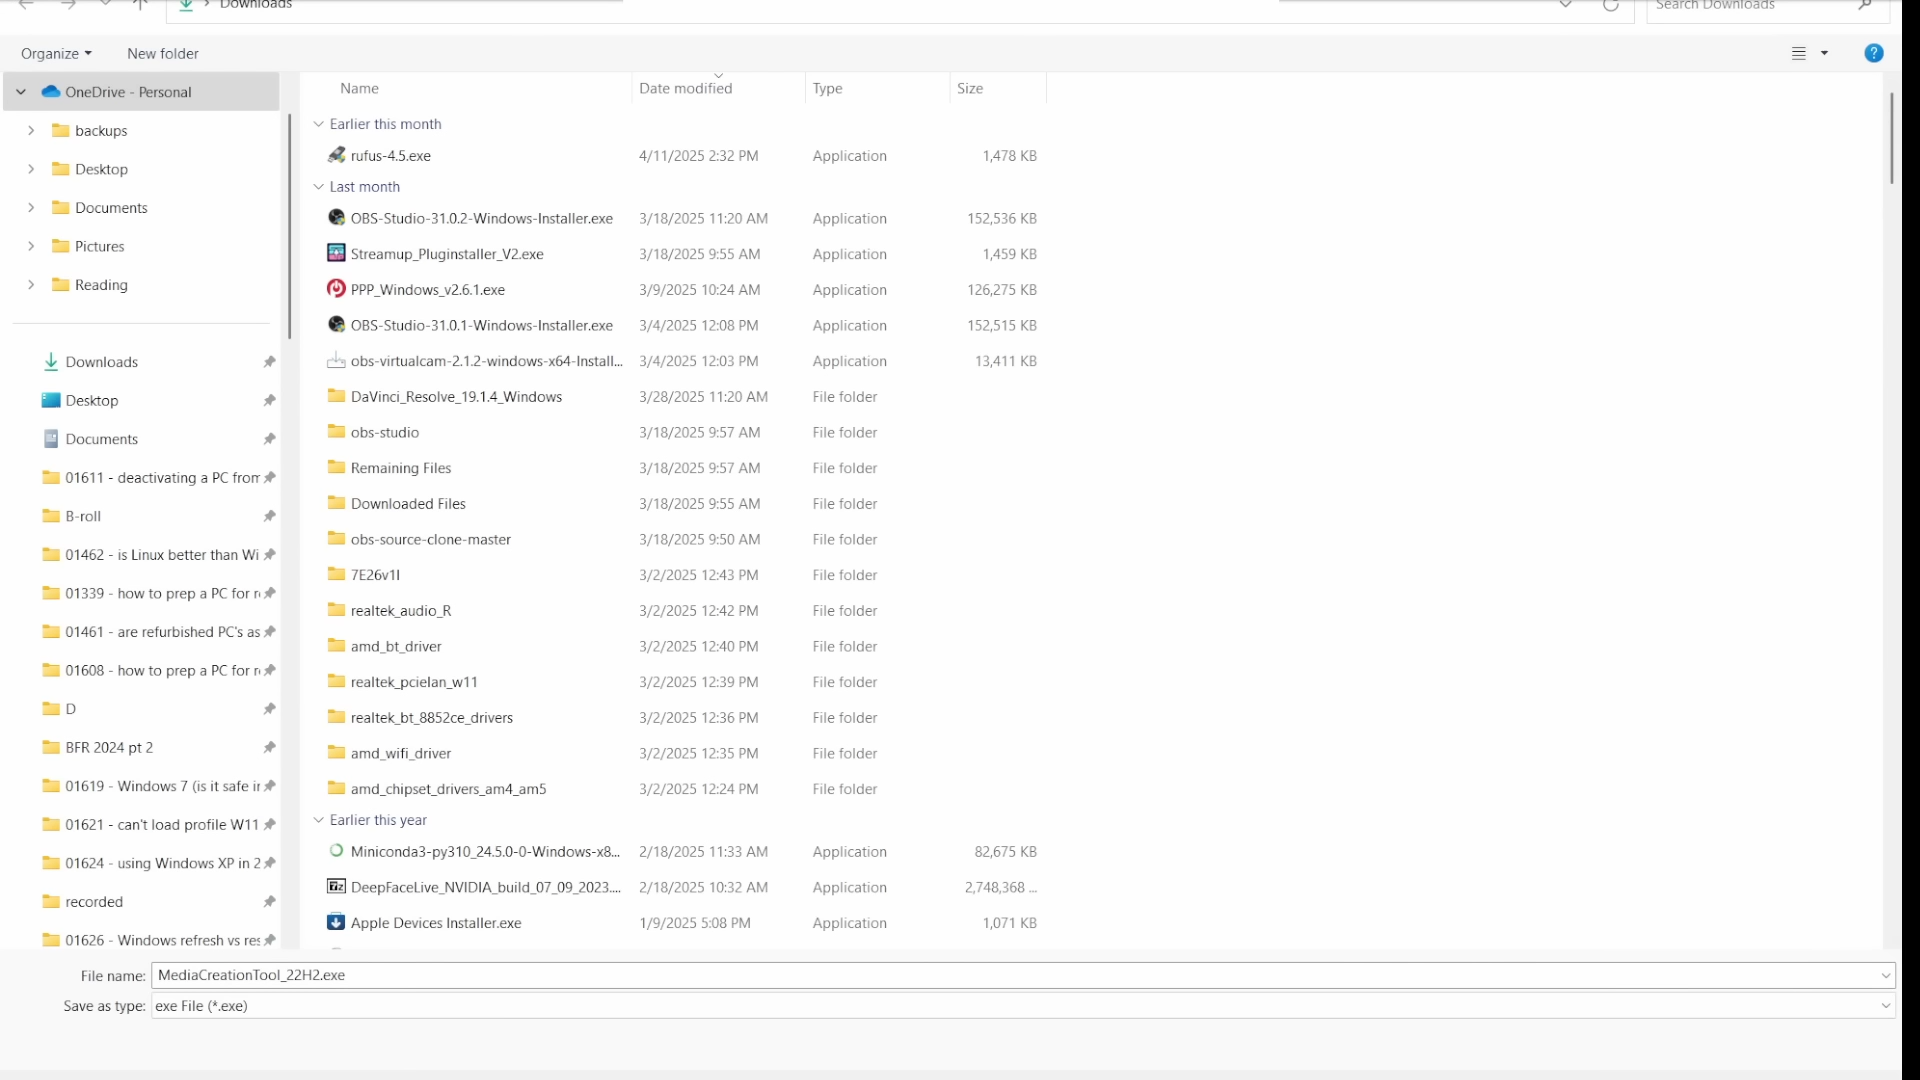 Downloads
Search Downloads
Organize
New folder
?
OneDrive - Personal
backups
Desktop
Documents
Pictures
Reading
Downloads
Desktop
Documents
01611 - deactivating a PC from
B-roll
01462 - is Linux better than Wi
01339 - how to prep a PC for r
01461 - are refurbished PC's as
01608 - how to prep a PC for r
D
BFR 2024 pt 2
01619 - Windows 7 (is it safe i
01621 - can't load profile W11
01624 - using Windows XP in 2
recorded
01626 - Windows refresh vs res
Name Date modified Type Size
Earlier this month
rufus-4.5.exe 4/11/2025 2:32 PM Application 1,478 KB
Last month
OBS-Studio-31.0.2-Windows-Installer.exe 3/18/2025 11:20 AM Application 152,536 KB
Streamup_Pluginstaller_V2.exe 3/18/2025 9:55 AM Application 1,459 KB
PPP_Windows_v2.6.1.exe 3/9/2025 10:24 AM Application 126,275 KB
OBS-Studio-31.0.1-Windows-Installer.exe 3/4/2025 12:08 PM Application 152,515 KB
obs-virtualcam-2.1.2-windows-x64-Install... 3/4/2025 12:03 PM Application 13,411 KB
DaVinci_Resolve_19.1.4_Windows 3/28/2025 11:20 AM File folder
obs-studio 3/18/2025 9:57 AM File folder
Remaining Files 3/18/2025 9:57 AM File folder
Downloaded Files 3/18/2025 9:55 AM File folder
obs-source-clone-master 3/18/2025 9:50 AM File folder
7E26v1I 3/2/2025 12:43 PM File folder
realtek_audio_R 3/2/2025 12:42 PM File folder
amd_bt_driver 3/2/2025 12:40 PM File folder
realtek_pcielan_w11 3/2/2025 12:39 PM File folder
realtek_bt_8852ce_drivers 3/2/2025 12:36 PM File folder
amd_wifi_driver 3/2/2025 12:35 PM File folder
amd_chipset_drivers_am4_am5 3/2/2025 12:24 PM File folder
Earlier this year
Miniconda3-py310_24.5.0-0-Windows-x8... 2/18/2025 11:33 AM Application 82,675 KB
DeepFaceLive_NVIDIA_build_07_09_2023.... 2/18/2025 10:32 AM Application 2,748,368 ...
Apple Devices Installer.exe 1/9/2025 5:08 PM Application 1,071 KB
File name: MediaCreationTool_22H2.exe
Save as type: exe File (*.exe)